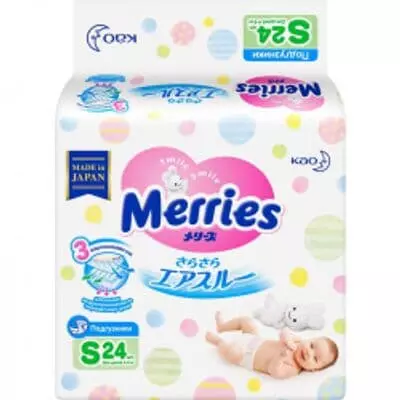 Подгузники
S24
KAO
Merries
MADE IN
JAPAN
Smile Smile
KAO
Merries
メリーズ
3
さらさら
エアスルー
Подгузники
S24